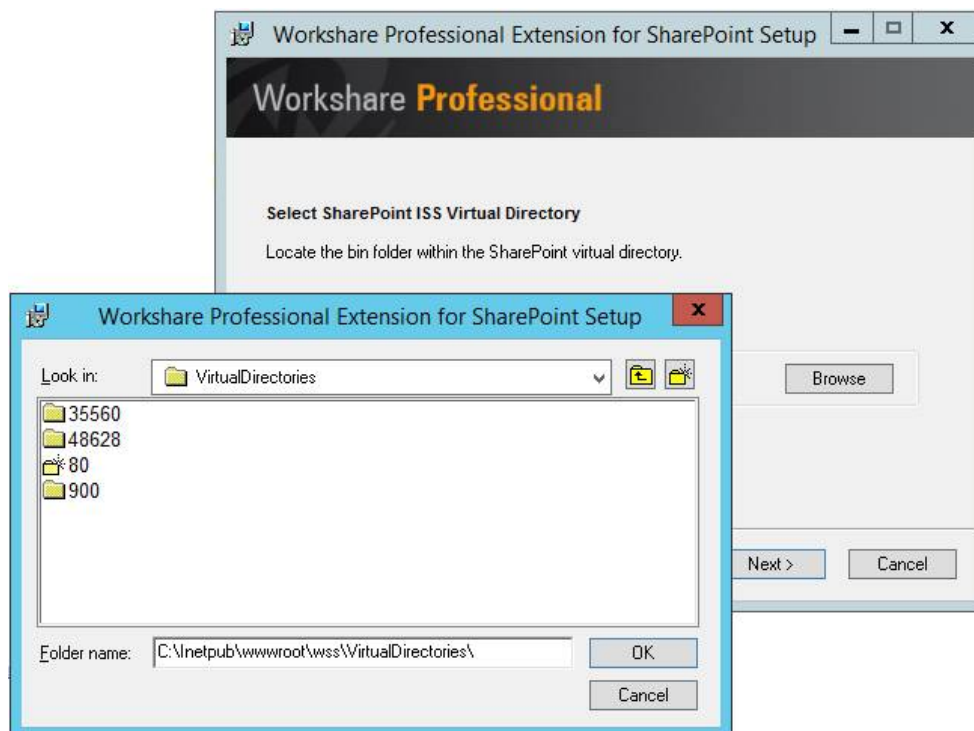 Workshare Professional Extension for SharePoint Setup
Workshare Professional
Select SharePoint ISS Virtual Directory
Locate the bin folder within the SharePoint virtual directory.
Browse
Next >
Cancel
Workshare Professional Extension for SharePoint Setup
Look in:
VirtualDirectories
35560
48628
80
900
Folder name:
C:\Inetpub\wwwroot\wss\VirtualDirectories\
OK
Cancel